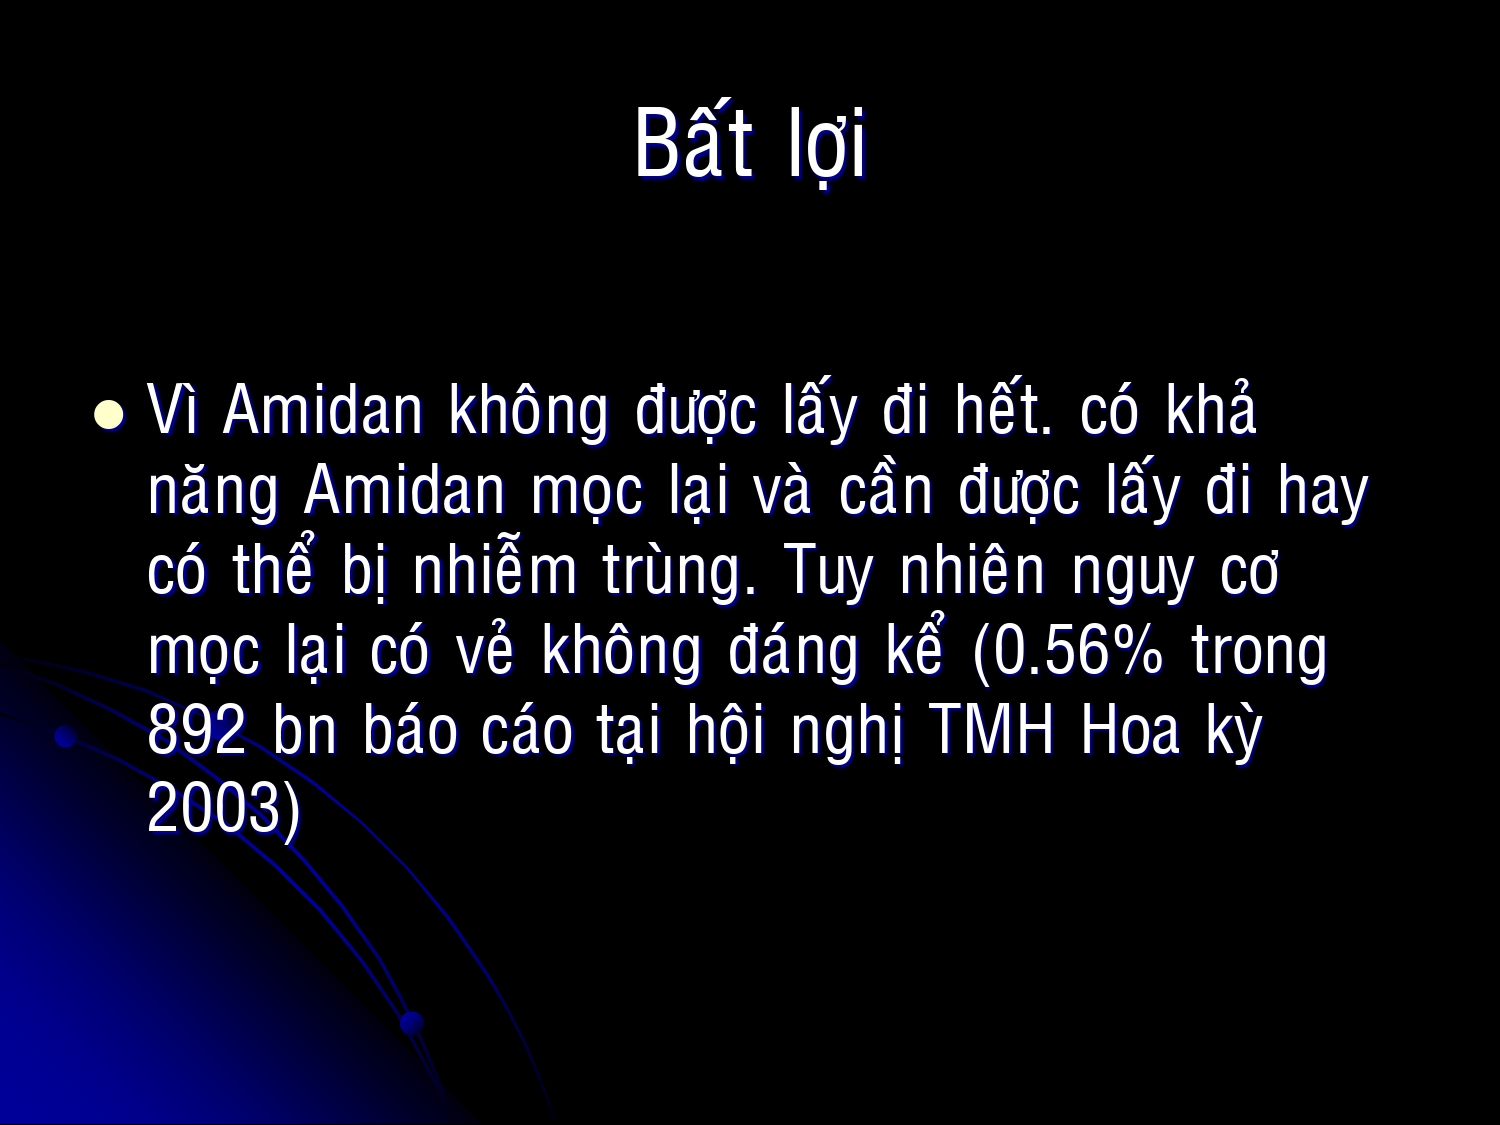 Bất lợi
Vì Amidan không được lấy đi hết. có khả
năng Amidan mọc lại và cần được lấy đi hay
có thể bị nhiễm trùng. Tuy nhiên nguy cơ
mọc lại có vẻ không đáng kể (0.56% trong
892 bn báo cáo tại hội nghị TMH Hoa kỳ
2003)